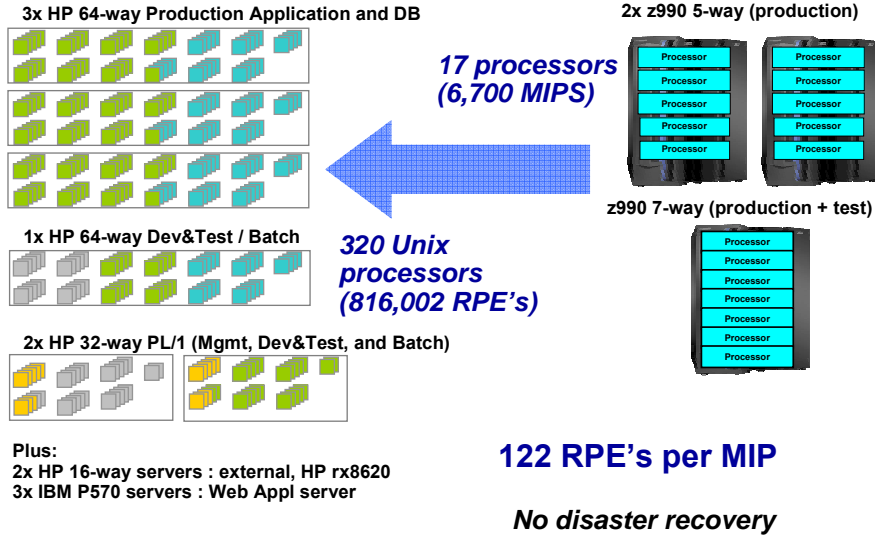 3x HP 64-way Production Application and DB
2x z990 5-way (production)
17 processors
(6,700 MIPS)
Processor
Processor
Processor
Processor
Processor
Processor
Processor
Processor
Processor
Processor
z990 7-way (production + test)
Processor
Processor
Processor
Processor
Processor
Processor
Processor
1x HP 64-way Dev&Test / Batch
320 Unix
processors
(816,002 RPE's)
2x HP 32-way PL/1 (Mgmt, Dev&Test, and Batch)
Plus:
2x HP 16-way servers : external, HP rx8620
3x IBM P570 servers : Web Appl server
122 RPE's per MIP
No disaster recovery